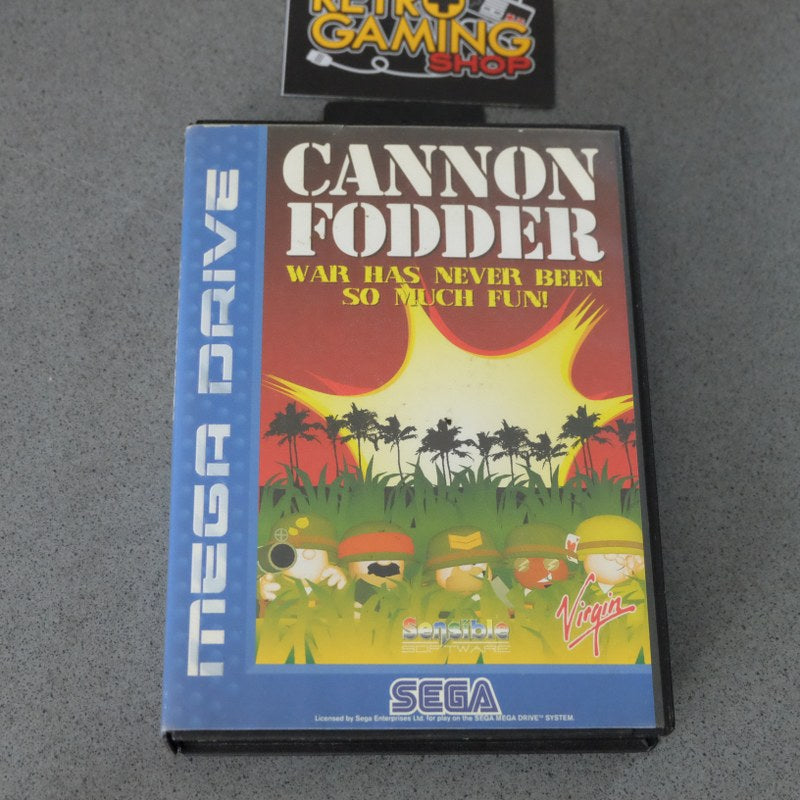 RETRO
GAMING
SHOP
CANNON
FODDER
WAR HAS NEVER BEEN
SO MUCH FUN!
MEGA DRIVE
Sensible
SOFTWARE
Virgin
SEGA
Licensed by Sega Enterprises Ltd. for play on the SEGA MEGA DRIVE™ SYSTEM.